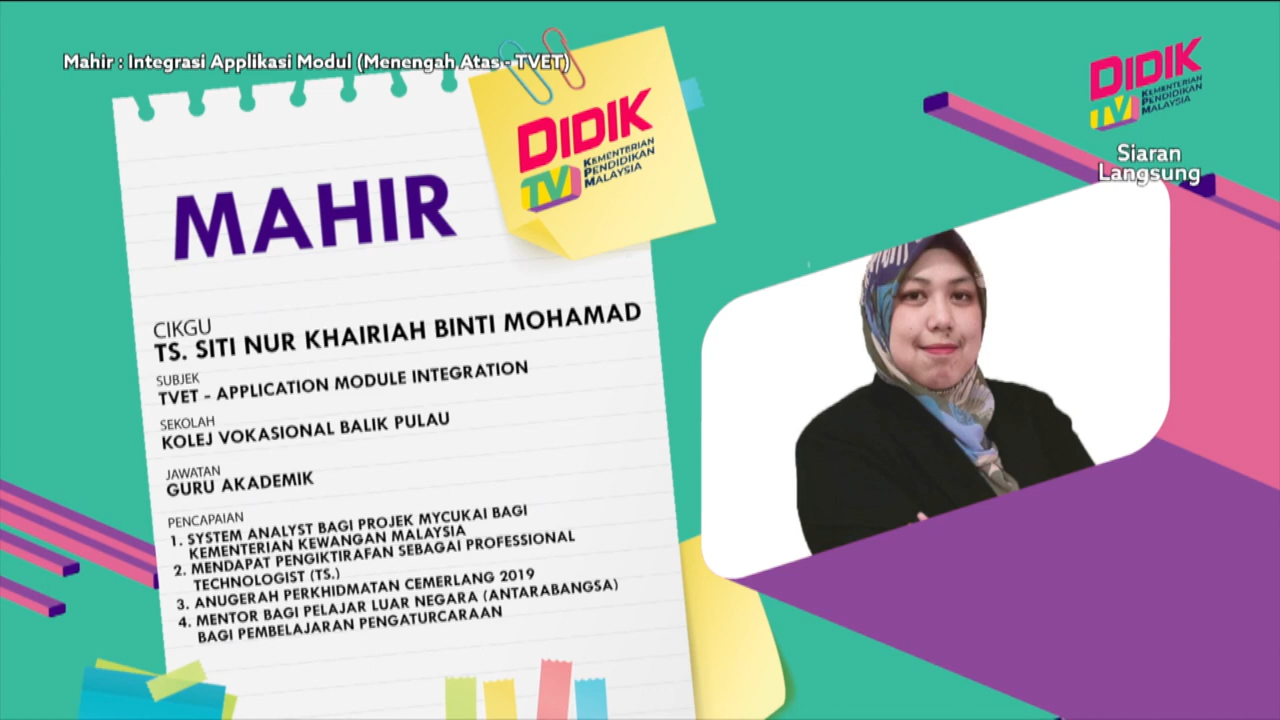 Mahir : Integrasi Applikasi Modul (Menengah Atas - TVET)
DIDIK
TV
KEMENTERIAN
PENDIDIKAN
MALAYSIA
Siaran
Langsung
DIDIK
TV
KEMENTERIAN
PENDIDIKAN
MALAYSIA
MAHIR
CIKGU
TS. SITI NUR KHAIRIAH BINTI MOHAMAD
SUBJEK
TVET - APPLICATION MODULE INTEGRATION
SEKOLAH
KOLEJ VOKASIONAL BALIK PULAU
JAWATAN
GURU AKADEMIK
PENCAPAIAN
1. SYSTEM ANALYST BAGI PROJEK MYCUKAI BAGI
KEMENTERIAN KEWANGAN MALAYSIA
2. MENDAPAT PENGIKTIRAFAN SEBAGAI PROFESSIONAL
TECHNOLOGIST (TS.)
3. ANUGERAH PERKHIDMATAN CEMERLANG 2019
4. MENTOR BAGI PELAJAR LUAR NEGARA (ANTARABANGSA)
BAGI PEMBELAJARAN PENGATURCARAAN